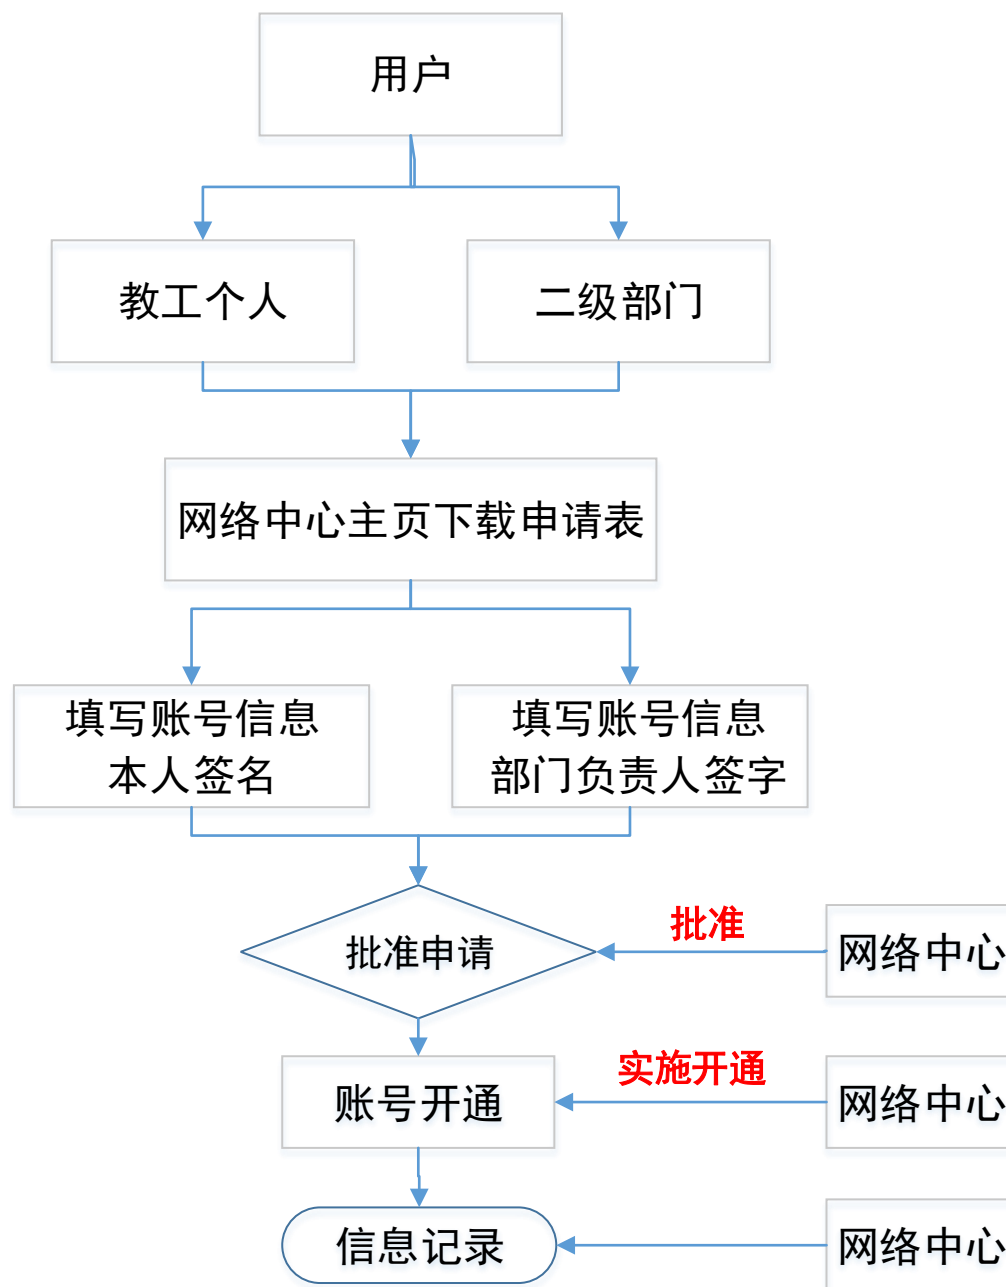 用户
教工个人
二级部门
网络中心主页下载申请表
填写账号信息
本人签名
填写账号信息
部门负责人签字
批准申请
批准
网络中心
账号开通
实施开通
网络中心
信息记录
网络中心